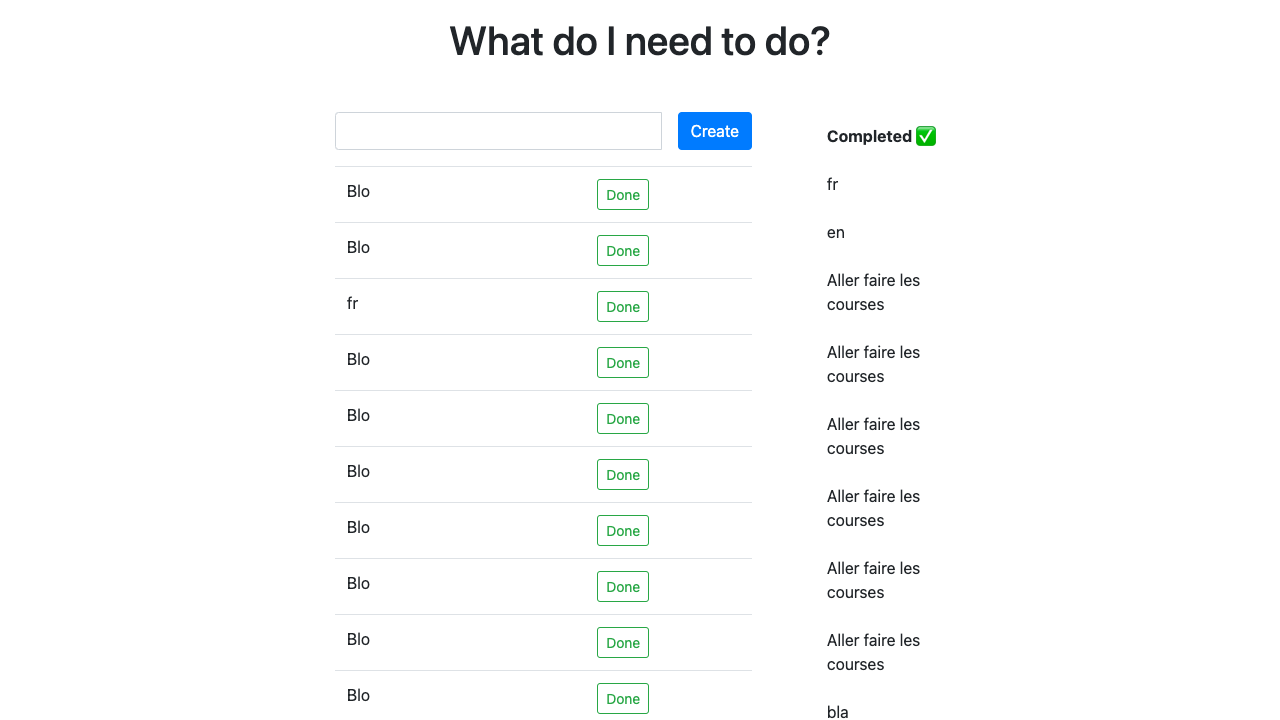 What do I need to do?
Create
Blo Done
Blo Done
fr Done
Blo Done
Blo Done
Blo Done
Blo Done
Blo Done
Blo Done
Blo Done
Completed ✅
fr
en
Aller faire les
courses
Aller faire les
courses
Aller faire les
courses
Aller faire les
courses
Aller faire les
courses
Aller faire les
courses
bla